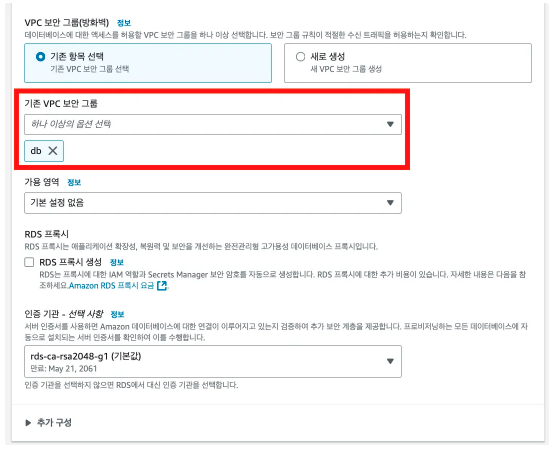 VPC 보안 그룹(방화벽) 정보
데이터베이스에 대한 액세스를 허용할 VPC 보안 그룹을 하나 이상 선택합니다. 보안 그룹 규칙이 적절한 수신 트래픽을 허용하는지 확인합니다.
기존 항목 선택
기존 VPC 보안 그룹 선택
새로 생성
새 VPC 보안 그룹 생성
기존 VPC 보안 그룹
하나 이상의 옵션 선택
db
가용 영역 정보
기본 설정 없음
RDS 프록시
RDS 프록시는 애플리케이션 확장성, 복원력 및 보안을 개선하는 완전관리형 고가용성 데이터베이스 프록시입니다.
RDS 프록시 생성 정보
RDS는 프록시에 대한 IAM 역할과 Secrets Manager 보안 암호를 자동으로 생성합니다. RDS 프록시에 대한 추가 비용이 있습니다. 자세한 내용은 다음을 참
조하세요.Amazon RDS 프록시 요금
인증 기관 - 선택 사항 정보
서버 인증서를 사용하면 Amazon 데이터베이스에 대한 연결이 이루어지고 있는지 검증하여 추가 보안 계층을 제공합니다. 프로비저닝하는 모든 데이터베이스에 자
동으로 설치되는 서버 인증서를 확인하여 이를 수행합니다.
rds-ca-rsa2048-g1 (기본값)
만료: May 21, 2061
인증 기관을 선택하지 않으면 RDS에서 대신 인증 기관을 선택합니다.
추가 구성